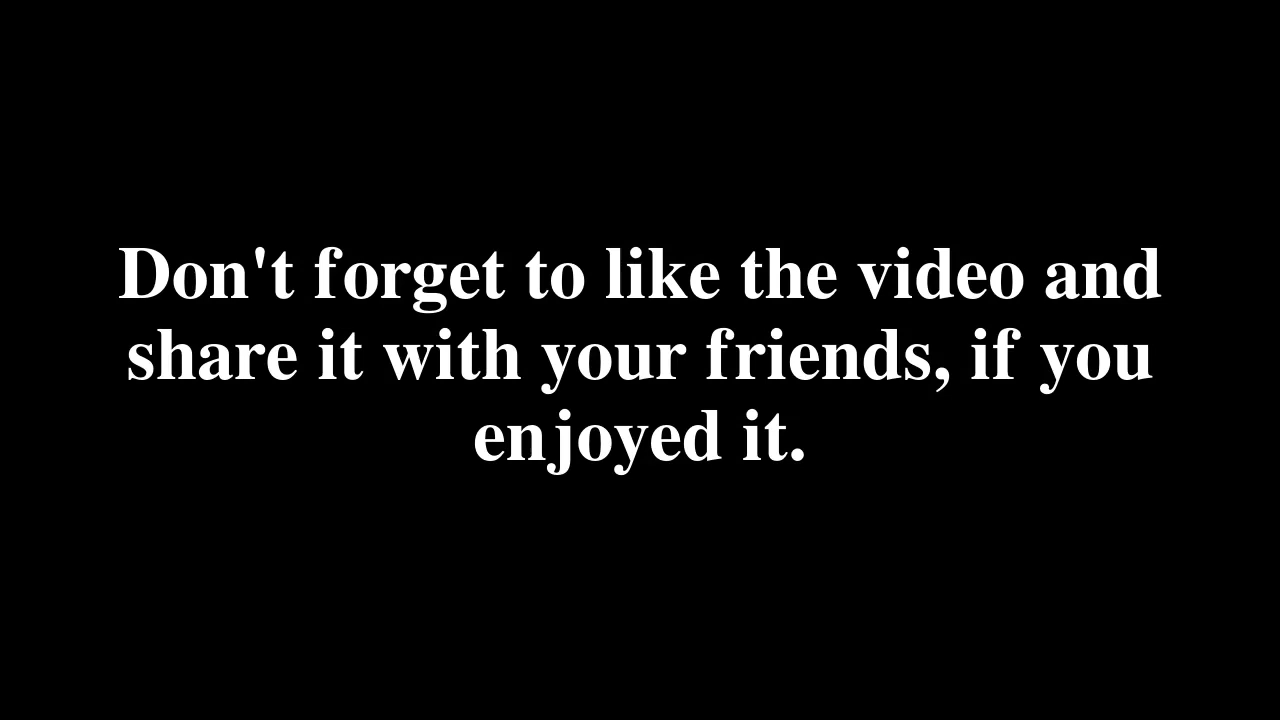 Don't forget to like the video and
share it with your friends, if you
enjoyed it.